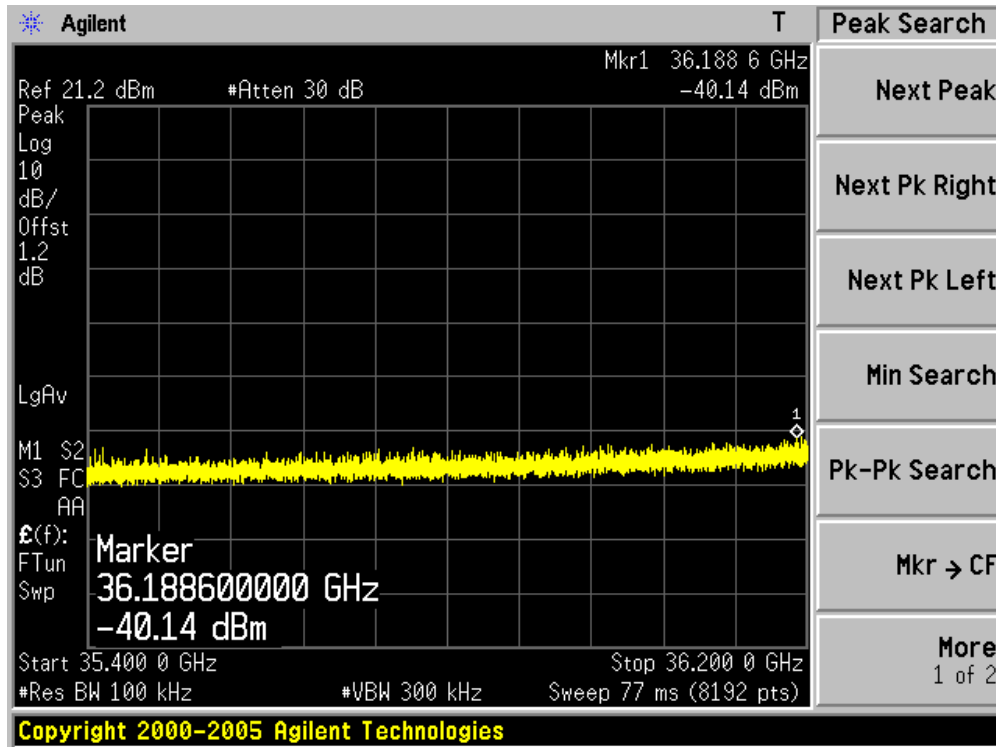 Agilent T Peak Search
Mkr1 36.188 6 GHz
Ref 21.2 dBm #Atten 30 dB -40.14 dBm
Peak
Log
10
dB/
Offst
1.2
dB
LgAv
1
M1 S2
S3 FC
AA
£(f):
FTun
Swp
Marker
36.188600000 GHz
-40.14 dBm
Start 35.400 0 GHz Stop 36.200 0 GHz
#Res BW 100 kHz #VBW 300 kHz Sweep 77 ms (8192 pts)
Copyright 2000-2005 Agilent Technologies
Next Peak
Next Pk Right
Next Pk Left
Min Search
Pk-Pk Search
Mkr → CF
More
1 of 2